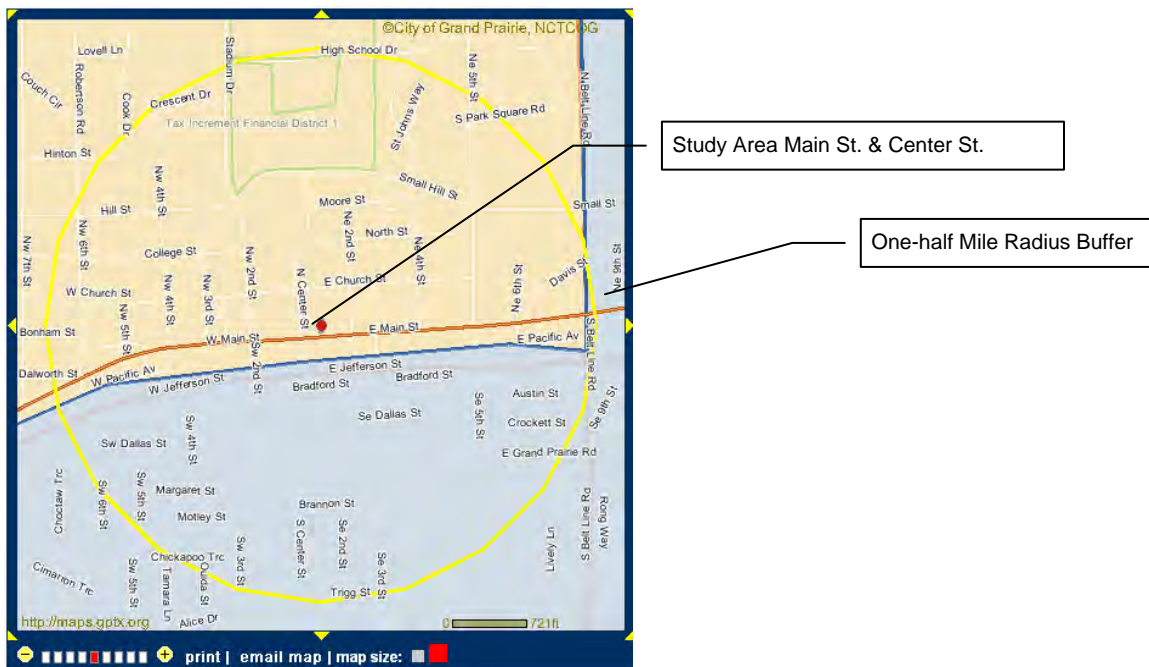 ©City of Grand Prairie, NCTCOG
Lovell Ln
Stadium Dr
High School Dr
Couch Cir
Robertson Rd
Cook Dr
Crescent Dr
Ne 5th St
N Belt Line Rd
St Johns Way
S Park Square Rd
Tax Increment Financial District 1
Hinton St
Study Area Main St. & Center St.
Nw 4th St
Small Hill St
Hill St
Moore St
Small St
Nw 7th St
Nw 6th St
College St
Nw 2nd St
Ne 2nd St
North St
Ne 4th St
One-half Mile Radius Buffer
Ne 9th St
Davis St
W Church St
Nw 5th St
Nw 4th St
Nw 3rd St
N Center St
E Church St
Ne 6th St
Bonham St
W Main St
E Main St
E Pacific Av
S Belt Line Rd
Dalworth St
W Pacific Av
W Jefferson St
Sw 2nd St
E Jefferson St
Bradford St
Bradford St
Austin St
Se 9th St
Se Dallas St
Se 5th St
Crockett St
Sw Dallas St
Sw 4th St
E Grand Prairie Rd
Choctaw Trc
Sw 6th St
Sw 5th St
Margaret St
Motley St
Brannon St
S Center St
Se 2nd St
Se 3rd St
Lively Ln
S Belt Line Rd
Rong Way
Cimarron Trc
Chickapoo Trc
Sw 3rd St
Sw 5th St
Tamara Ln
Ouida St
Trigg St
Alice Dr
http://maps.gptx.org
0 721ft
print | email map | map size: